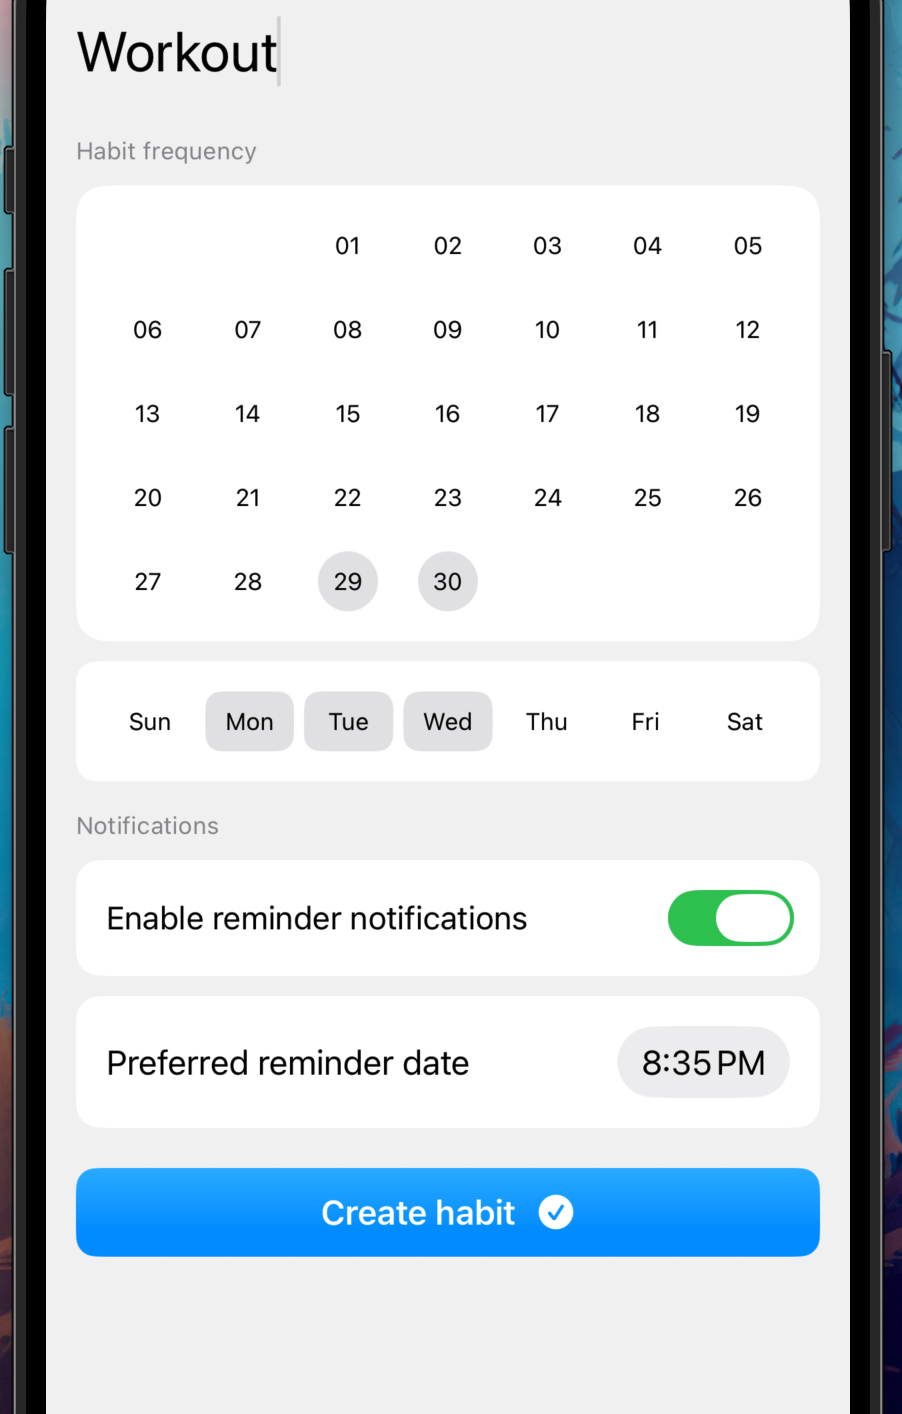 Workout
Habit frequency
01 02 03 04 05
06 07 08 09 10 11 12
13 14 15 16 17 18 19
20 21 22 23 24 25 26
27 28 29 30
Sun Mon Tue Wed Thu Fri Sat
Notifications
Enable reminder notifications
Preferred reminder date 8:35 PM
Create habit